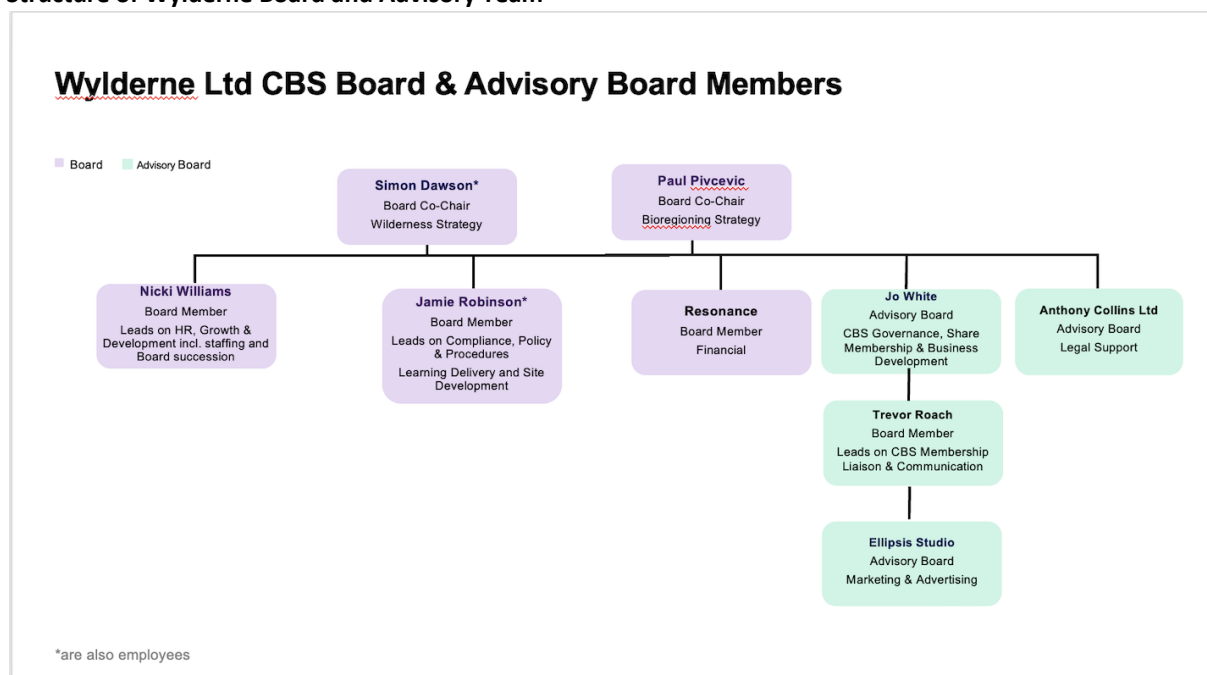 Structure of Wylderne Board and Advisory Team
Wylderne Ltd CBS Board & Advisory Board Members
Board
Advisory Board
Simon Dawson*
Board Co-Chair
Wilderness Strategy
Paul Pivcevic
Board Co-Chair
Bioregioning Strategy
Nicki Williams
Board Member
Leads on HR, Growth &
Development incl. staffing and
Board succession
Jamie Robinson*
Board Member
Leads on Compliance, Policy
& Procedures
Learning Delivery and Site
Development
Resonance
Board Member
Financial
Jo White
Advisory Board
CBS Governance, Share
Membership & Business
Development
Anthony Collins Ltd
Advisory Board
Legal Support
Trevor Roach
Board Member
Leads on CBS Membership
Liaison & Communication
Ellipsis Studio
Advisory Board
Marketing & Advertising
*are also employees